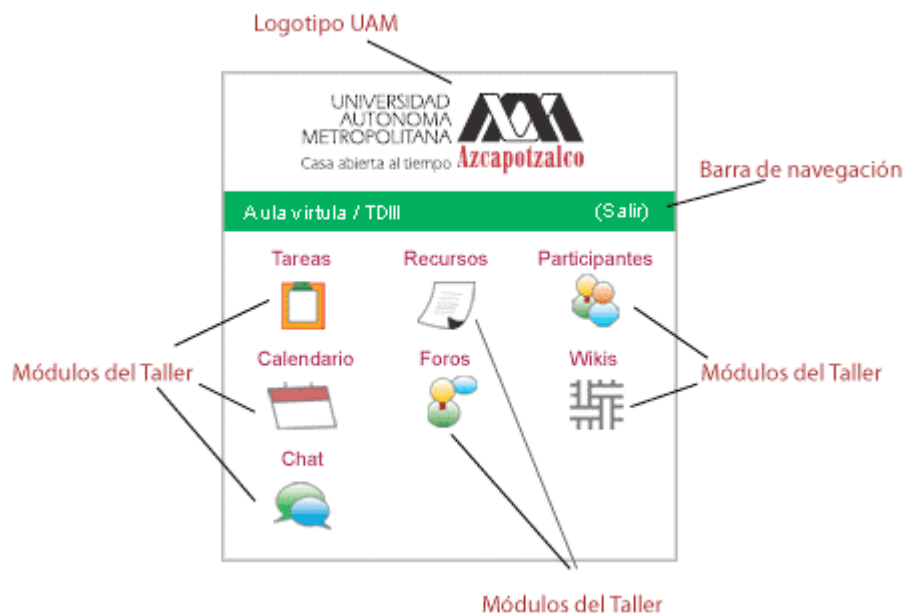 Logotipo UAM
UNIVERSIDAD
AUTONOMA
METROPOLITANA
Casa abierta al tiempo Azcapotzalco
Barra de navegación
Aula virtula / TDIII (Salir)
Tareas Recursos Participantes
Calendario Foros Wikis
Módulos del Taller Módulos del Taller
Chat
Módulos del Taller